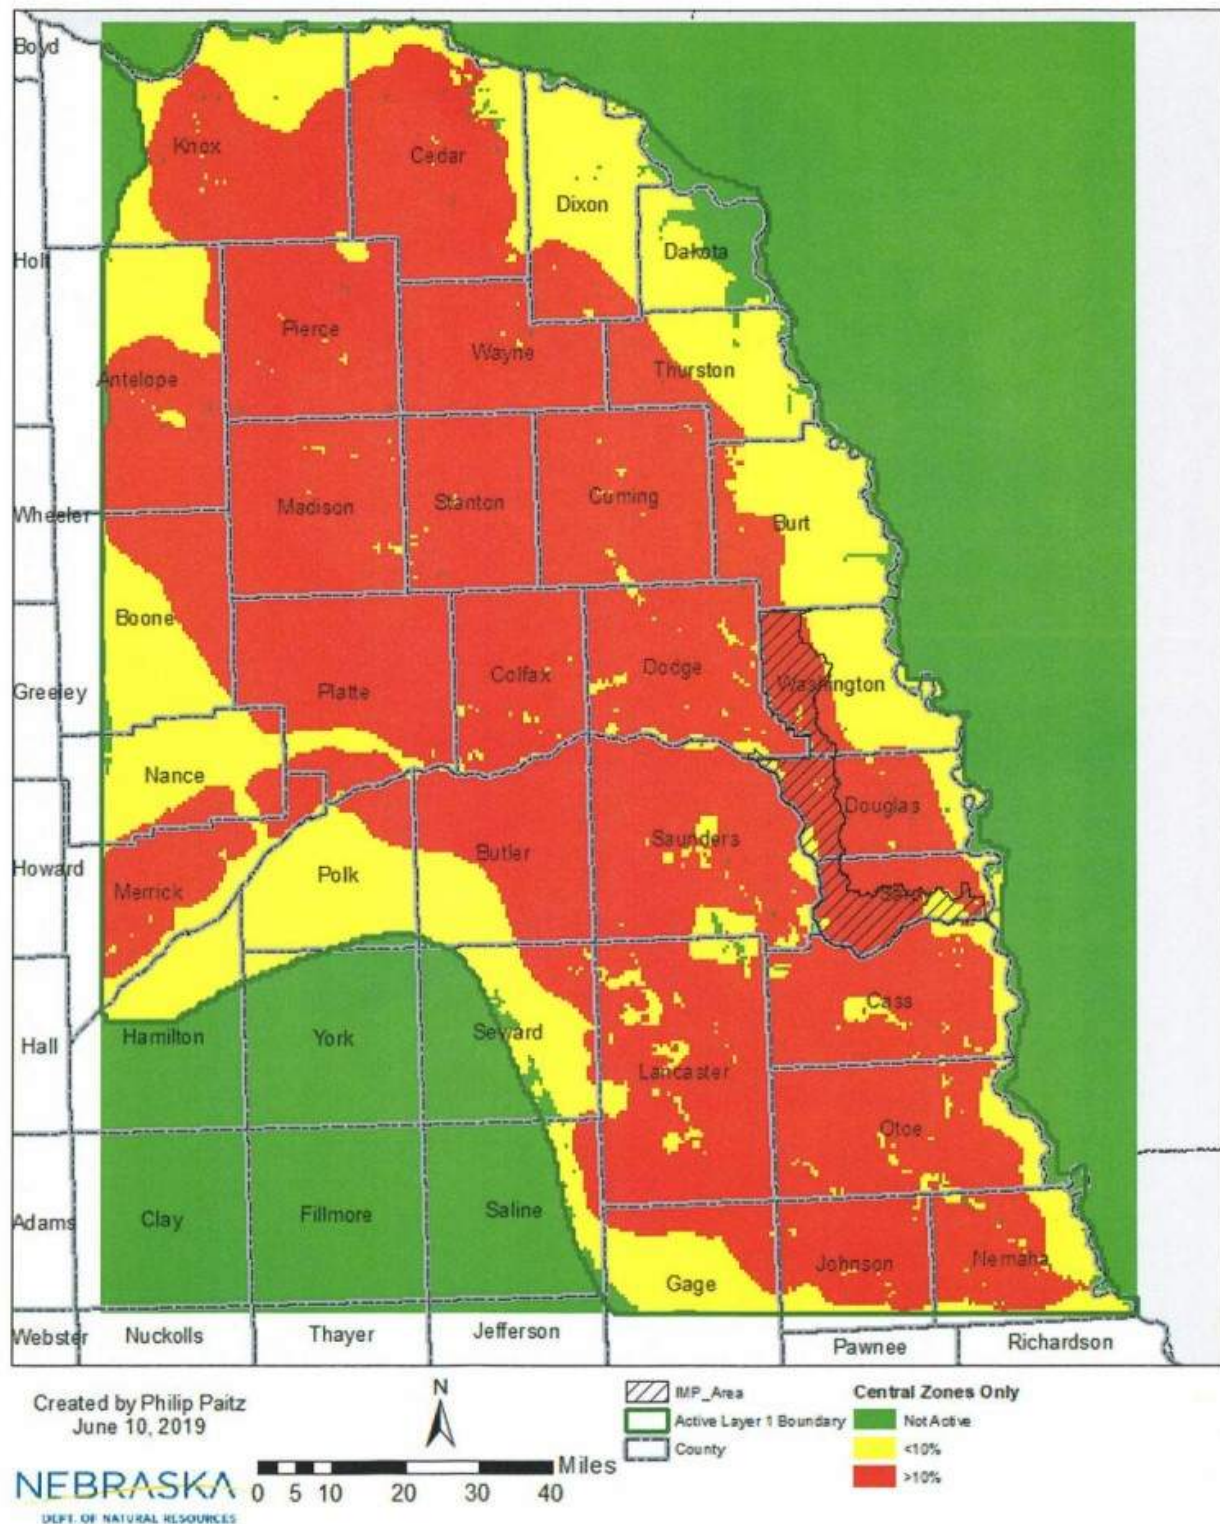 Boyd
Knox
Cedar
Dixon
Dakota
Holt
Pierce
Wayne
Thurston
Antelope
Madison
Stanton
Cuming
Wheeler
Burt
Boone
Colfax
Dodge
Greeley
Platte
Washington
Nance
Douglas
Howard
Merrick
Polk
Butler
Saunders
Sarpy
Cass
Hall
Hamilton
York
Seward
Lancaster
Otoe
Adams
Clay
Fillmore
Saline
Gage
Johnson
Nemaha
Webster
Nuckolls
Thayer
Jefferson
Pawnee
Richardson
Created by Philip Paitz
June 10, 2019
N
Miles
0 5 10 20 30 40
NEBRASKA
DEPT. OF NATURAL RESOURCES
IMP_Area
Active Layer 1 Boundary
County
Central Zones Only
Not Active
<10%
>10%